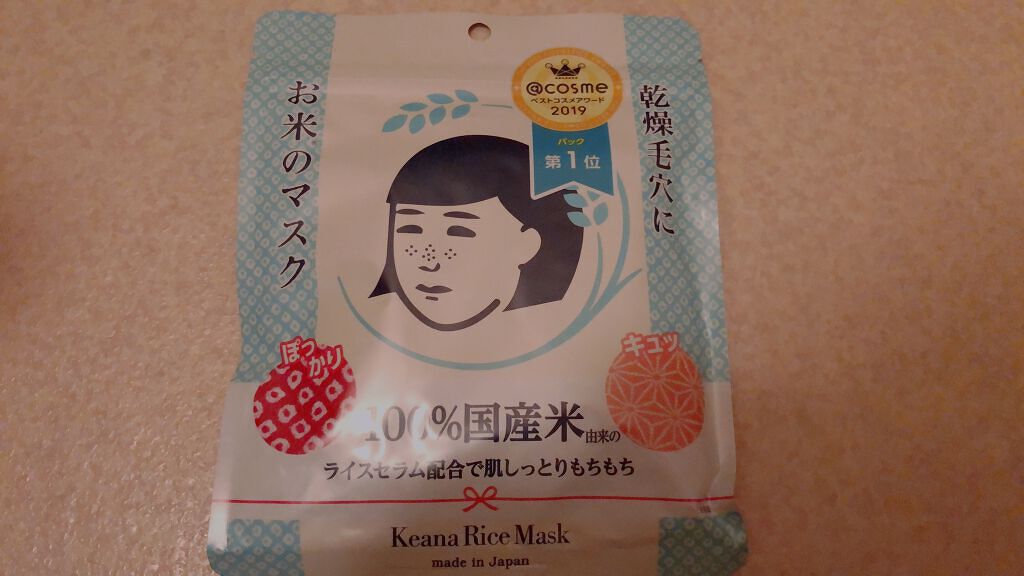 乾燥毛穴に
お米のマスク
@cosme
ベストコスメアワード
2019
パック
第1位
ぽっかり
キュッ
100%国産米由来の
ライスセラム配合で肌しっとりもちもち
Keana Rice Mask
made in Japan